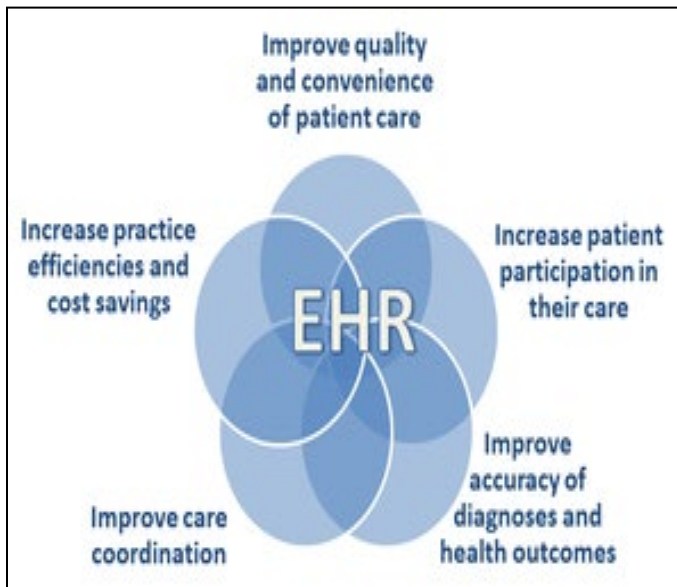 Improve quality
and convenience
of patient care
Increase practice
efficiencies and
cost savings
Increase patient
participation in
their care
EHR
Improve care
coordination
Improve
accuracy of
diagnoses and
health outcomes